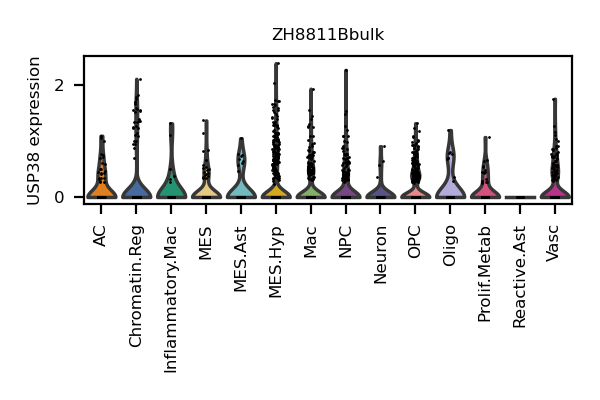 ZH8811Bbulk
USP38 expression
2
0
AC
Chromatin.Reg
Inflammatory.Mac
MES
MES.Ast
MES.Hyp
Mac
NPC
Neuron
OPC
Oligo
Prolif.Metab
Reactive.Ast
Vasc